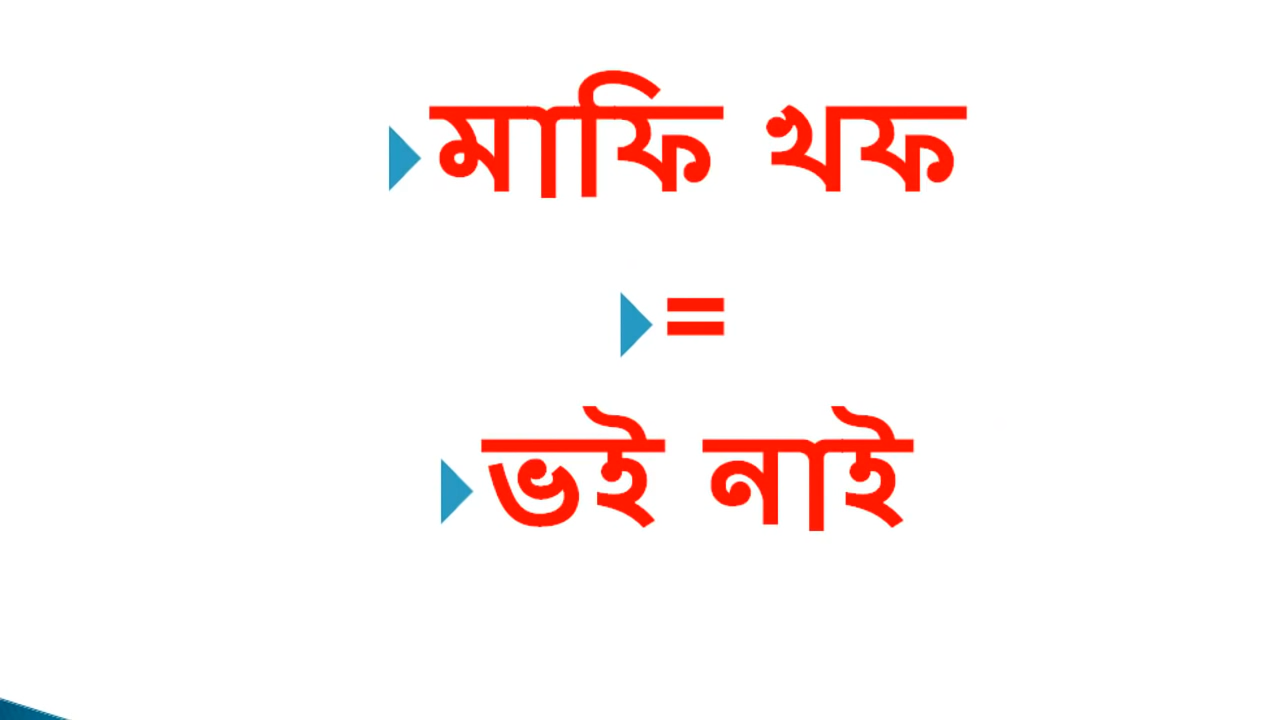 মাফি খফ
=
ভই নাই